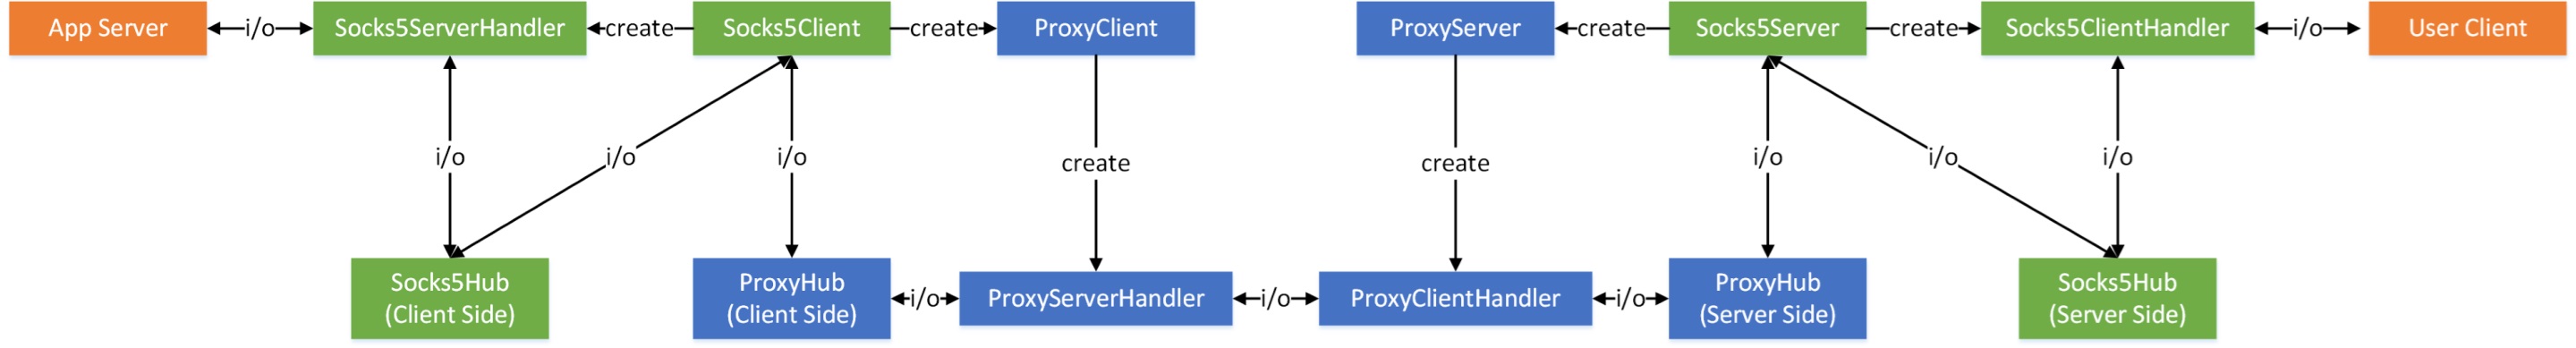 App Server
i/o
Socks5ServerHandler
create
Socks5Client
create
ProxyClient
ProxyServer
create
Socks5Server
create
Socks5ClientHandler
i/o
User Client
i/o
i/o
i/o
create
create
i/o
i/o
i/o
Socks5Hub
(Client Side)
ProxyHub
(Client Side)
i/o
ProxyServerHandler
i/o
ProxyClientHandler
i/o
ProxyHub
(Server Side)
Socks5Hub
(Server Side)